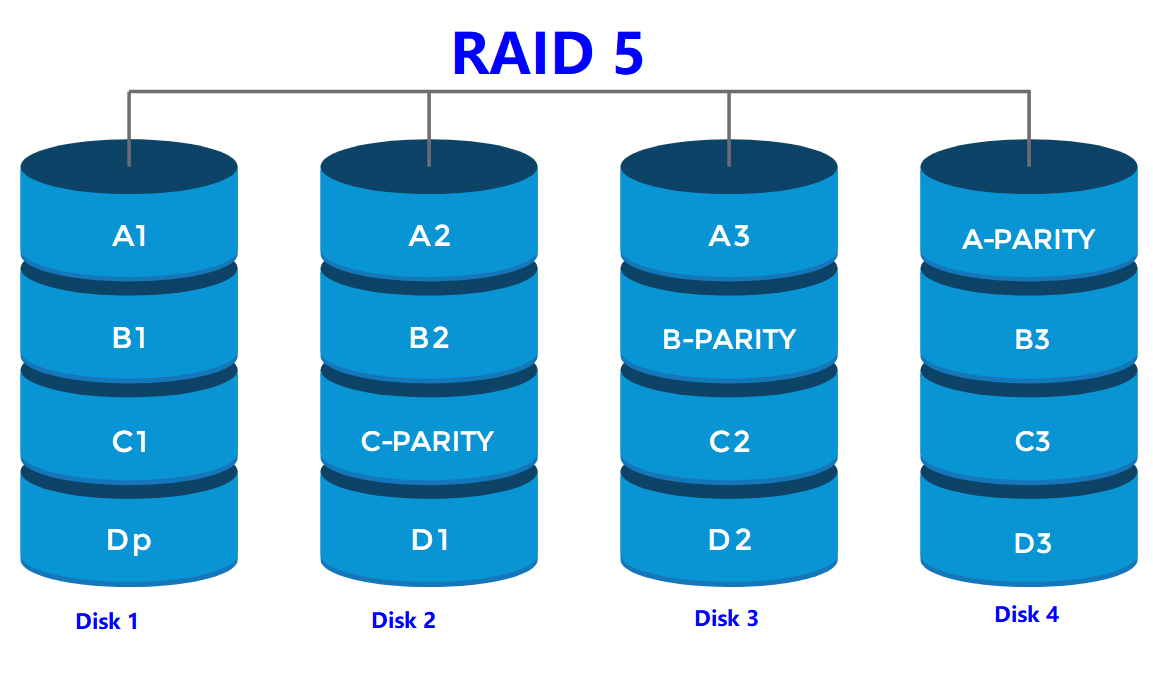 RAID 5
A1 A2 A3 A-PARITY
B1 B2 B-PARITY B3
C1 C-PARITY C2 C3
Dp D1 D2 D3
Disk 1 Disk 2 Disk 3 Disk 4